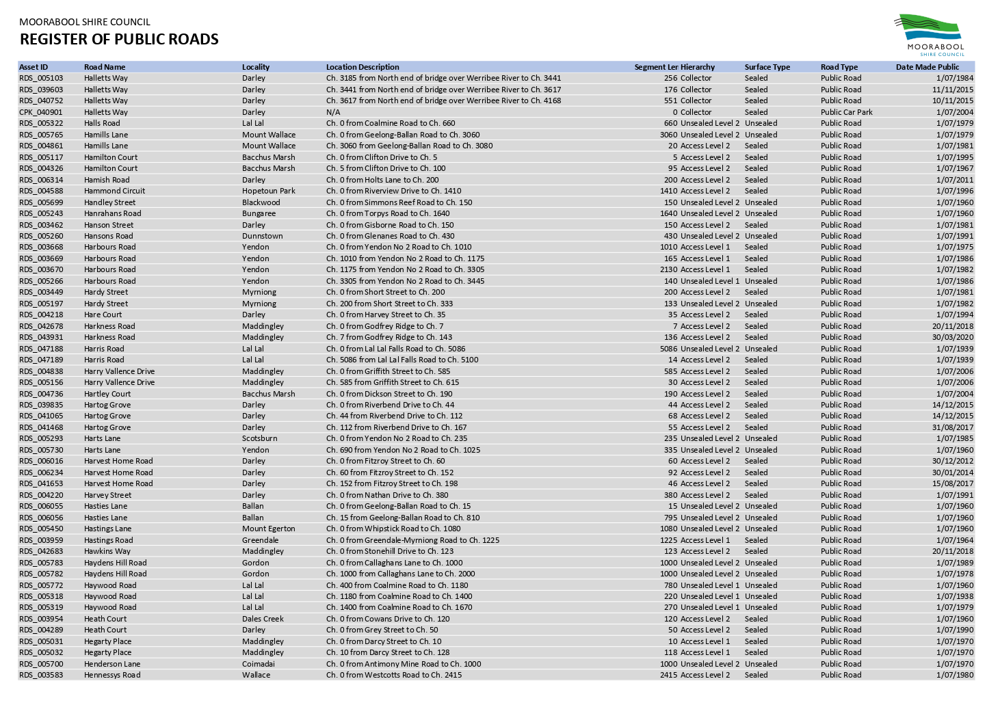 MOORABOOL SHIRE COUNCIL
REGISTER OF PUBLIC ROADS
MOORABOOL
SHIRE COUNCIL
Asset ID Road Name Locality Location Description Segment Ler Hierarchy Surface Type Road Type Date Made Public
RDS_005103 Halletts Way Darley Ch. 3185 from North end of bridge over Werribee River to Ch. 3441 256 Collector Sealed Public Road 1/07/1984
RDS_039603 Halletts Way Darley Ch. 3441 from North end of bridge over Werribee River to Ch. 3617 176 Collector Sealed Public Road 11/11/2015
RDS_040752 Halletts Way Darley Ch. 3617 from North end of bridge over Werribee River to Ch. 4168 551 Collector Sealed Public Road 10/11/2015
CPK_040901 Halletts Way Darley N/A 0 Collector Sealed Public Car Park 1/07/2004
RDS_005322 Halls Road Lal Lal Ch. 0 from Coalmine Road to Ch. 660 660 Unsealed Level 2 Unsealed Public Road 1/07/1979
RDS_005765 Hamills Lane Mount Wallace Ch. 0 from Geelong-Ballan Road to Ch. 3060 3060 Unsealed Level 2 Unsealed Public Road 1/07/1979
RDS_004861 Hamills Lane Mount Wallace Ch. 3060 from Geelong-Ballan Road to Ch. 3080 20 Access Level 2 Sealed Public Road 1/07/1981
RDS_005117 Hamilton Court Bacchus Marsh Ch. 0 from Clifton Drive to Ch. 5 5 Access Level 2 Sealed Public Road 1/07/1995
RDS_004326 Hamilton Court Bacchus Marsh Ch. 5 from Clifton Drive to Ch. 100 95 Access Level 2 Sealed Public Road 1/07/1967
RDS_006314 Hamish Road Darley Ch. 0 from Holts Lane to Ch. 200 200 Access Level 2 Sealed Public Road 1/07/2011
RDS_004588 Hammond Circuit Hopetoun Park Ch. 0 from Riverview Drive to Ch. 1410 1410 Access Level 2 Sealed Public Road 1/07/1996
RDS_005699 Handley Street Blackwood Ch. 0 from Simmons Reef Road to Ch. 150 150 Unsealed Level 2 Unsealed Public Road 1/07/1960
RDS_005243 Hanrahans Road Bungaree Ch. 0 from Torpys Road to Ch. 1640 1640 Unsealed Level 2 Unsealed Public Road 1/07/1960
RDS_003462 Hanson Street Darley Ch. 0 from Gisborne Road to Ch. 150 150 Access Level 2 Sealed Public Road 1/07/1981
RDS_005260 Hansons Road Dunnstown Ch. 0 from Glenanes Road to Ch. 430 430 Unsealed Level 2 Unsealed Public Road 1/07/1991
RDS_003668 Harbours Road Yendon Ch. 0 from Yendon No 2 Road to Ch. 1010 1010 Access Level 1 Sealed Public Road 1/07/1975
RDS_003669 Harbours Road Yendon Ch. 1010 from Yendon No 2 Road to Ch. 1175 165 Access Level 1 Sealed Public Road 1/07/1986
RDS_003670 Harbours Road Yendon Ch. 1175 from Yendon No 2 Road to Ch. 3305 2130 Access Level 1 Sealed Public Road 1/07/1982
RDS_005266 Harbours Road Yendon Ch. 3305 from Yendon No 2 Road to Ch. 3445 140 Unsealed Level 1 Unsealed Public Road 1/07/1986
RDS_003449 Hardy Street Myrniong Ch. 0 from Short Street to Ch. 200 200 Access Level 2 Sealed Public Road 1/07/1981
RDS_005197 Hardy Street Myrniong Ch. 200 from Short Street to Ch. 333 133 Unsealed Level 2 Unsealed Public Road 1/07/1982
RDS_004218 Hare Court Darley Ch. 0 from Harvey Street to Ch. 35 35 Access Level 2 Sealed Public Road 1/07/1994
RDS_042678 Harkness Road Maddingley Ch. 0 from Godfrey Ridge to Ch. 7 7 Access Level 2 Sealed Public Road 20/11/2018
RDS_043931 Harkness Road Maddingley Ch. 7 from Godfrey Ridge to Ch. 143 136 Access Level 2 Sealed Public Road 30/03/2020
RDS_047188 Harris Road Lal Lal Ch. 0 from Lal Lal Falls Road to Ch. 5086 5086 Unsealed Level 2 Unsealed Public Road 1/07/1939
RDS_047189 Harris Road Lal Lal Ch. 5086 from Lal Lal Falls Road to Ch. 5100 14 Access Level 2 Sealed Public Road 1/07/1939
RDS_004838 Harry Vallence Drive Maddingley Ch. 0 from Griffith Street to Ch. 585 585 Access Level 2 Sealed Public Road 1/07/2006
RDS_005156 Harry Vallence Drive Maddingley Ch. 585 from Griffith Street to Ch. 615 30 Access Level 2 Sealed Public Road 1/07/2006
RDS_004736 Hartley Court Bacchus Marsh Ch. 0 from Dickson Street to Ch. 190 190 Access Level 2 Sealed Public Road 1/07/2004
RDS_039835 Hartog Grove Darley Ch. 0 from Riverbend Drive to Ch. 44 44 Access Level 2 Sealed Public Road 14/12/2015
RDS_041065 Hartog Grove Darley Ch. 44 from Riverbend Drive to Ch. 112 68 Access Level 2 Sealed Public Road 14/12/2015
RDS_041468 Hartog Grove Darley Ch. 112 from Riverbend Drive to Ch. 167 55 Access Level 2 Sealed Public Road 31/08/2017
RDS_005293 Harts Lane Scotsburn Ch. 0 from Yendon No 2 Road to Ch. 235 235 Unsealed Level 2 Unsealed Public Road 1/07/1985
RDS_005730 Harts Lane Yendon Ch. 690 from Yendon No 2 Road to Ch. 1025 335 Unsealed Level 2 Unsealed Public Road 1/07/1960
RDS_006016 Harvest Home Road Darley Ch. 0 from Fitzroy Street to Ch. 60 60 Access Level 2 Sealed Public Road 30/12/2012
RDS_006234 Harvest Home Road Darley Ch. 60 from Fitzroy Street to Ch. 152 92 Access Level 2 Sealed Public Road 30/01/2014
RDS_041653 Harvest Home Road Darley Ch. 152 from Fitzroy Street to Ch. 198 46 Access Level 2 Sealed Public Road 15/08/2017
RDS_004220 Harvey Street Darley Ch. 0 from Nathan Drive to Ch. 380 380 Access Level 2 Sealed Public Road 1/07/1991
RDS_006055 Hasties Lane Ballan Ch. 0 from Geelong-Ballan Road to Ch. 15 15 Unsealed Level 2 Unsealed Public Road 1/07/1960
RDS_006056 Hasties Lane Ballan Ch. 15 from Geelong-Ballan Road to Ch. 810 795 Unsealed Level 2 Unsealed Public Road 1/07/1960
RDS_005450 Hastings Lane Mount Egerton Ch. 0 from Whipstick Road to Ch. 1080 1080 Unsealed Level 2 Unsealed Public Road 1/07/1960
RDS_003959 Hastings Road Greendale Ch. 0 from Greendale-Myrniong Road to Ch. 1225 1225 Access Level 1 Sealed Public Road 1/07/1964
RDS_042683 Hawkins Way Maddingley Ch. 0 from Stonehill Drive to Ch. 123 123 Access Level 2 Sealed Public Road 20/11/2018
RDS_005783 Haydens Hill Road Gordon Ch. 0 from Callaghans Lane to Ch. 1000 1000 Unsealed Level 2 Unsealed Public Road 1/07/1989
RDS_005782 Haydens Hill Road Gordon Ch. 1000 from Callaghans Lane to Ch. 2000 1000 Unsealed Level 2 Unsealed Public Road 1/07/1978
RDS_005772 Haywood Road Lal Lal Ch. 400 from Coalmine Road to Ch. 1180 780 Unsealed Level 1 Unsealed Public Road 1/07/1960
RDS_005318 Haywood Road Lal Lal Ch. 1180 from Coalmine Road to Ch. 1400 220 Unsealed Level 1 Unsealed Public Road 1/07/1938
RDS_005319 Haywood Road Lal Lal Ch. 1400 from Coalmine Road to Ch. 1670 270 Unsealed Level 1 Unsealed Public Road 1/07/1979
RDS_003954 Heath Court Dales Creek Ch. 0 from Cowans Drive to Ch. 120 120 Access Level 2 Sealed Public Road 1/07/1960
RDS_004289 Heath Court Darley Ch. 0 from Grey Street to Ch. 50 50 Access Level 2 Sealed Public Road 1/07/1990
RDS_005031 Hegarty Place Maddingley Ch. 0 from Darcy Street to Ch. 10 10 Access Level 1 Sealed Public Road 1/07/1970
RDS_005032 Hegarty Place Maddingley Ch. 10 from Darcy Street to Ch. 128 118 Access Level 1 Sealed Public Road 1/07/1970
RDS_005700 Henderson Lane Coimadai Ch. 0 from Antimony Mine Road to Ch. 1000 1000 Unsealed Level 2 Unsealed Public Road 1/07/1970
RDS_003583 Hennessys Road Wallace Ch. 0 from Westcotts Road to Ch. 2415 2415 Access Level 2 Sealed Public Road 1/07/1980